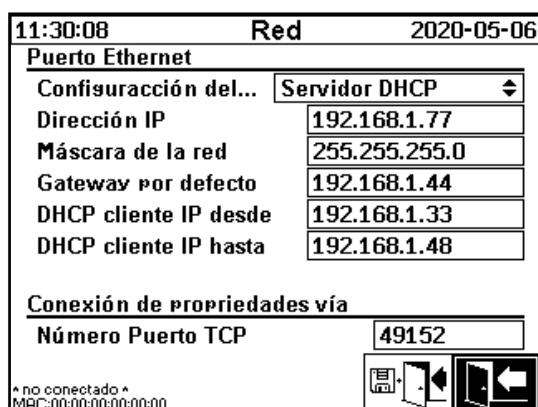 11:30:08 Red 2020-05-06
Puerto Ethernet
Configuracción del... Servidor DHCP
Dirección IP 192.168.1.77
Máscara de la red 255.255.255.0
Gateway por defecto 192.168.1.44
DHCP cliente IP desde 192.168.1.33
DHCP cliente IP hasta 192.168.1.48
Conexión de propriedades vía
Número Puerto TCP 49152
* no conectado *
MAC:00:00:00:00:00:00